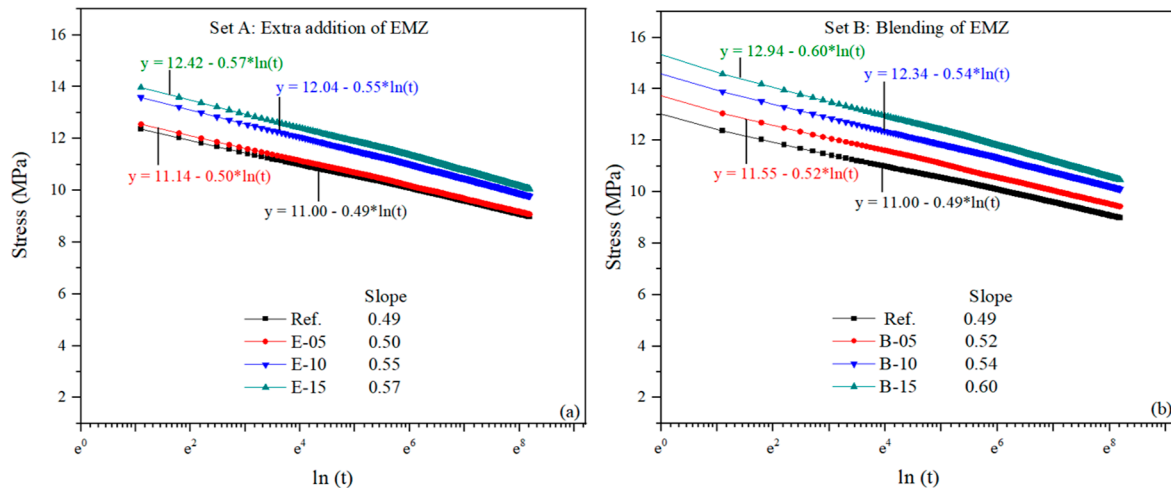 Set A: Extra addition of EMZ
y = 12.42 - 0.57*ln(t)
y = 12.04 - 0.55*ln(t)
y = 11.14 - 0.50*ln(t)
y = 11.00 - 0.49*ln(t)
Slope
Ref. 0.49
E-05 0.50
E-10 0.55
E-15 0.57
(a)
Stress (MPa)
16
14
12
10
8
6
4
2
e⁰ e² e⁴ e⁶ e⁸
ln (t)
Set B: Blending of EMZ
y = 12.94 - 0.60*ln(t)
y = 12.34 - 0.54*ln(t)
y = 11.55 - 0.52*ln(t)
y = 11.00 - 0.49*ln(t)
Slope
Ref. 0.49
B-05 0.52
B-10 0.54
B-15 0.60
(b)
Stress (MPa)
16
14
12
10
8
6
4
2
e⁰ e² e⁴ e⁶ e⁸
ln (t)